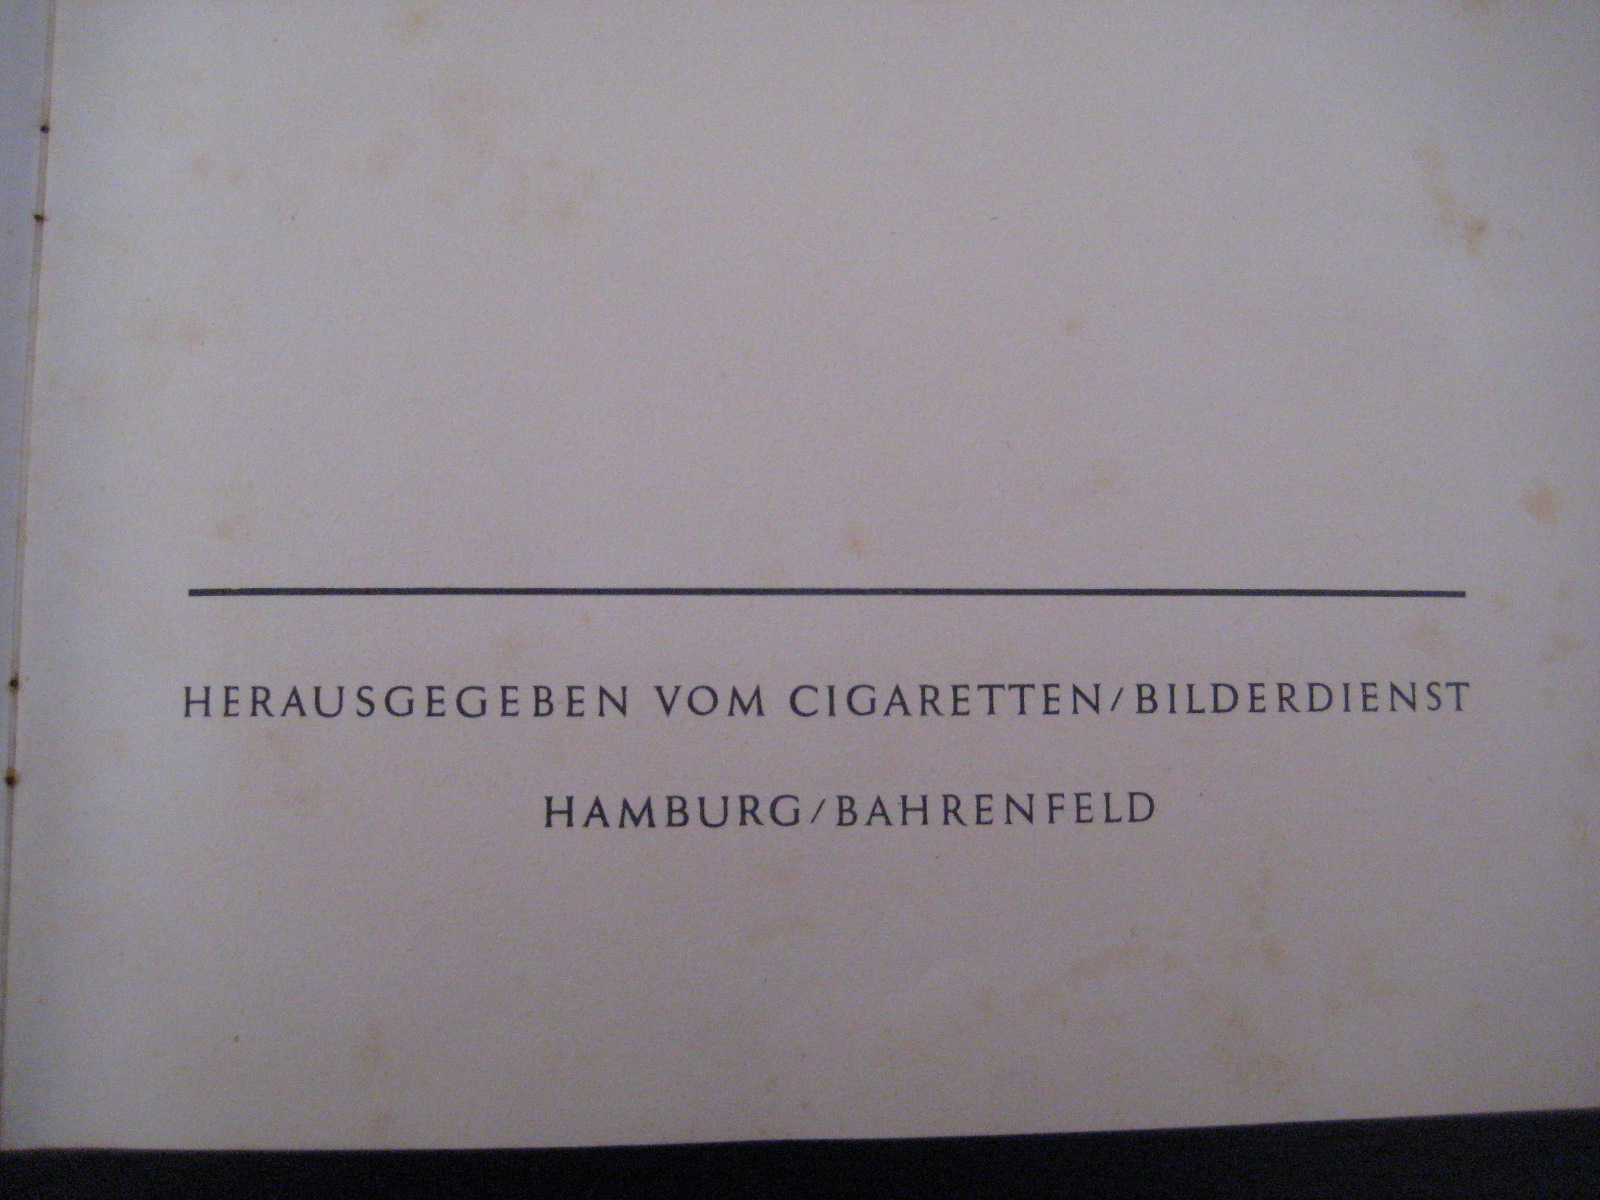 HERAUSGEGEBEN VOM CIGARETTEN/BILDERDIENST
HAMBURG/BAHRENFELD